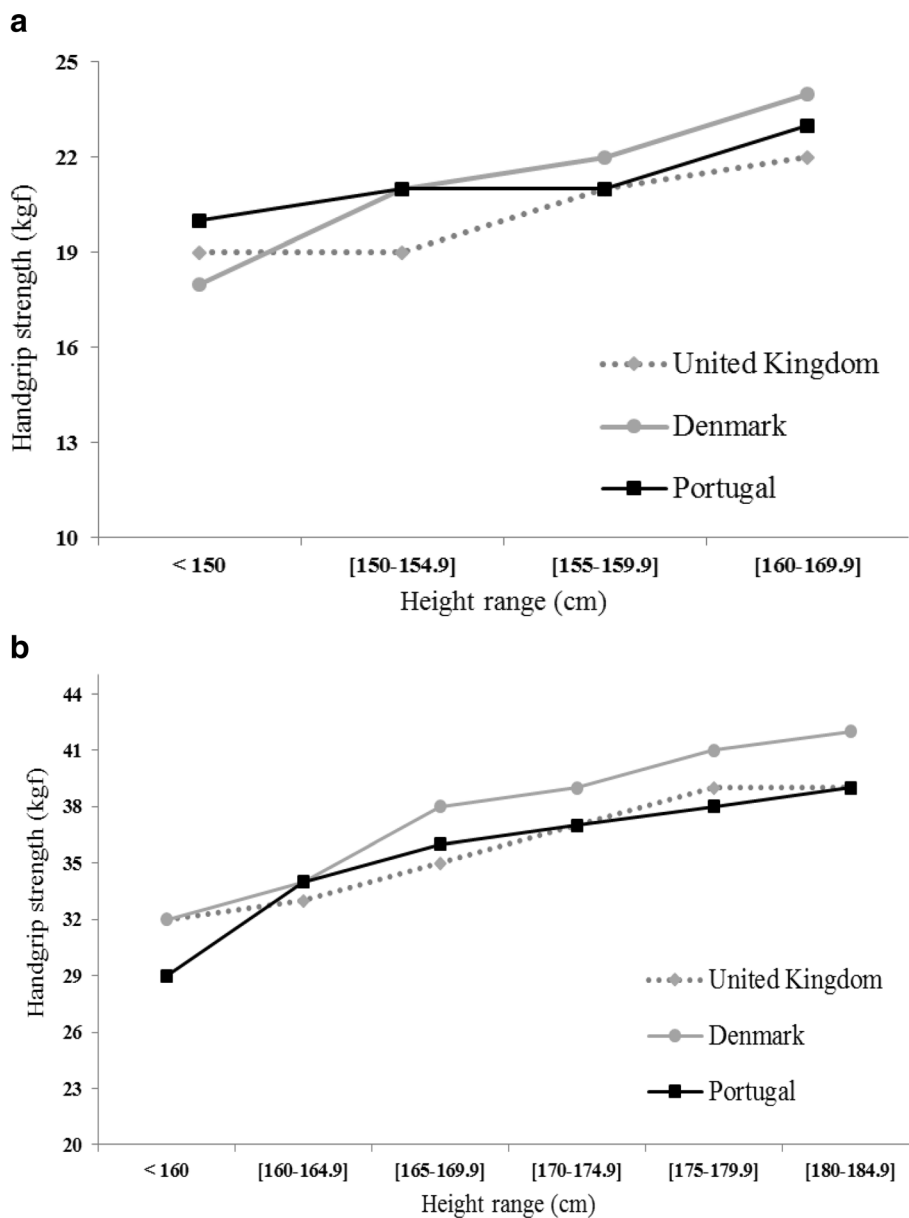 a
25
22
19
16
13
10
Handgrip strength (kgf)
United Kingdom
Denmark
Portugal
< 150 [150-154.9] [155-159.9] [160-169.9]
Height range (cm)
b
44
41
38
35
32
29
26
23
20
Handgrip strength (kgf)
United Kingdom
Denmark
Portugal
< 160 [160-164.9] [165-169.9] [170-174.9] [175-179.9] [180-184.9]
Height range (cm)